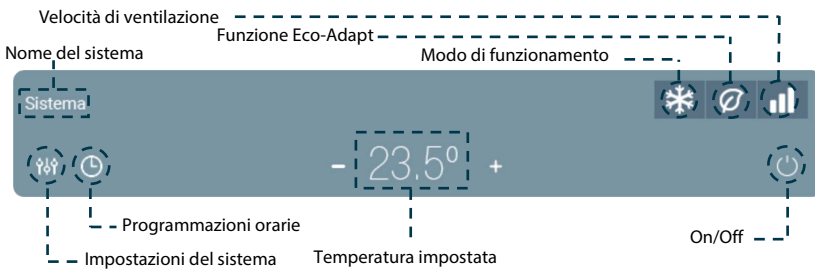 Velocità di ventilazione
Funzione Eco-Adapt
Nome del sistema
Modo di funzionamento
Sistema
- 23.5º +
Programmazioni orarie
On/Off
Impostazioni del sistema
Temperatura impostata